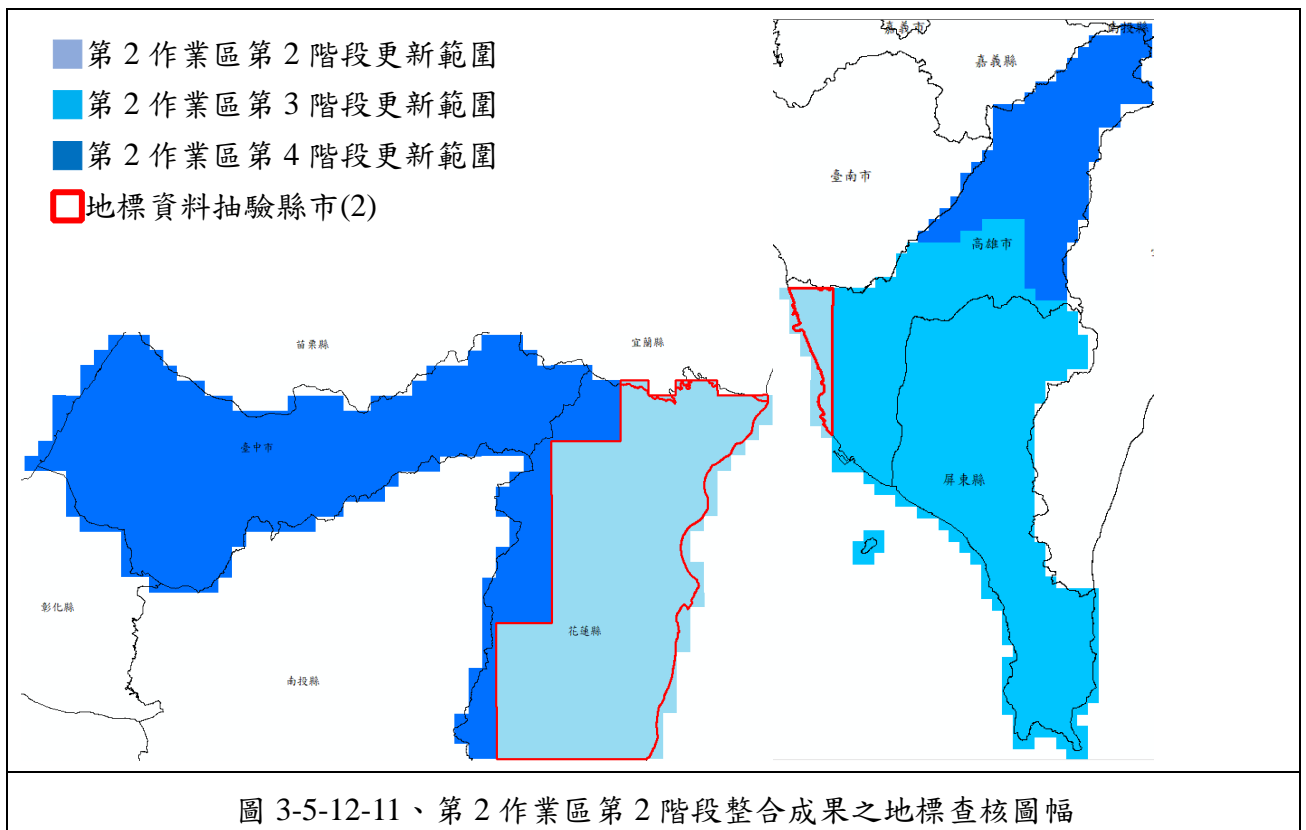 第 2 作業區第 2 階段更新範圍
第 2 作業區第 3 階段更新範圍
第 2 作業區第 4 階段更新範圍
地標資料抽驗縣市(2)
嘉義市
南投縣
嘉義縣
臺南市
高雄市
屏東縣
苗栗縣
宜蘭縣
臺中市
彰化縣
花蓮縣
南投縣
圖 3-5-12-11、第 2 作業區第 2 階段整合成果之地標查核圖幅